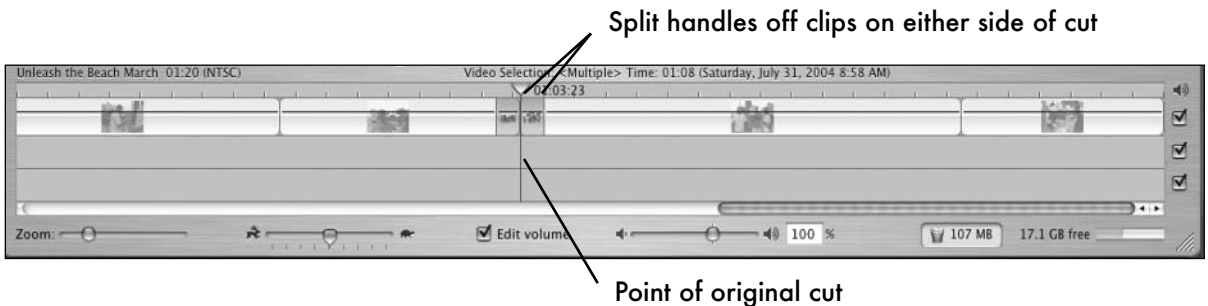 Split handles off clips on either side of cut
Unleash the Beach March 01:20 (NTSC) Video Selection: <Multiple> Time: 01:08 (Saturday, July 31, 2004 8:58 AM)
01:03:23
Zoom: Edit volume 100 % 107 MB 17.1 GB free
Point of original cut